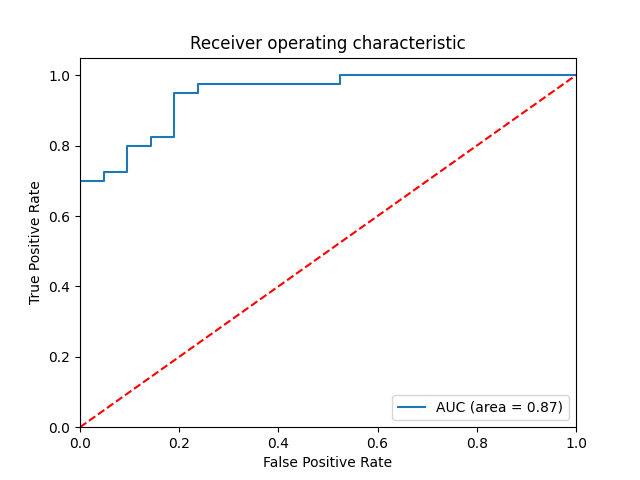 Receiver operating characteristic
True Positive Rate
1.0
0.8
0.6
0.4
0.2
0.0
0.0 0.2 0.4 0.6 0.8 1.0
False Positive Rate
AUC (area = 0.87)